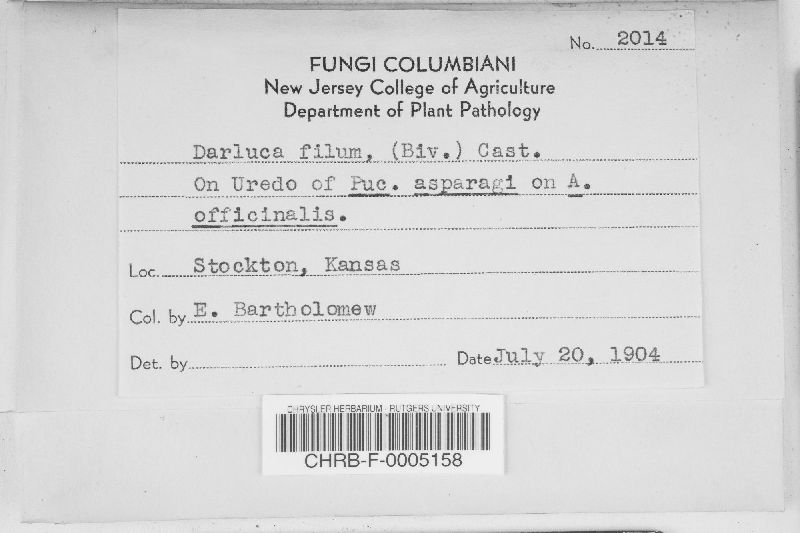 No. 2014
FUNGI COLUMBIANI
New Jersey College of Agriculture
Department of Plant Pathology
Darluca filum, (Biv.) Cast.
On Uredo of Puc. asparagi on A.
officinalis.
Loc. Stockton, Kansas
Col. by E. Bartholomew
Det. by
Date July 20, 1904
CHRYSLER HERBARIUM - RUTGERS UNIVERSITY
CHRB-F-0005158